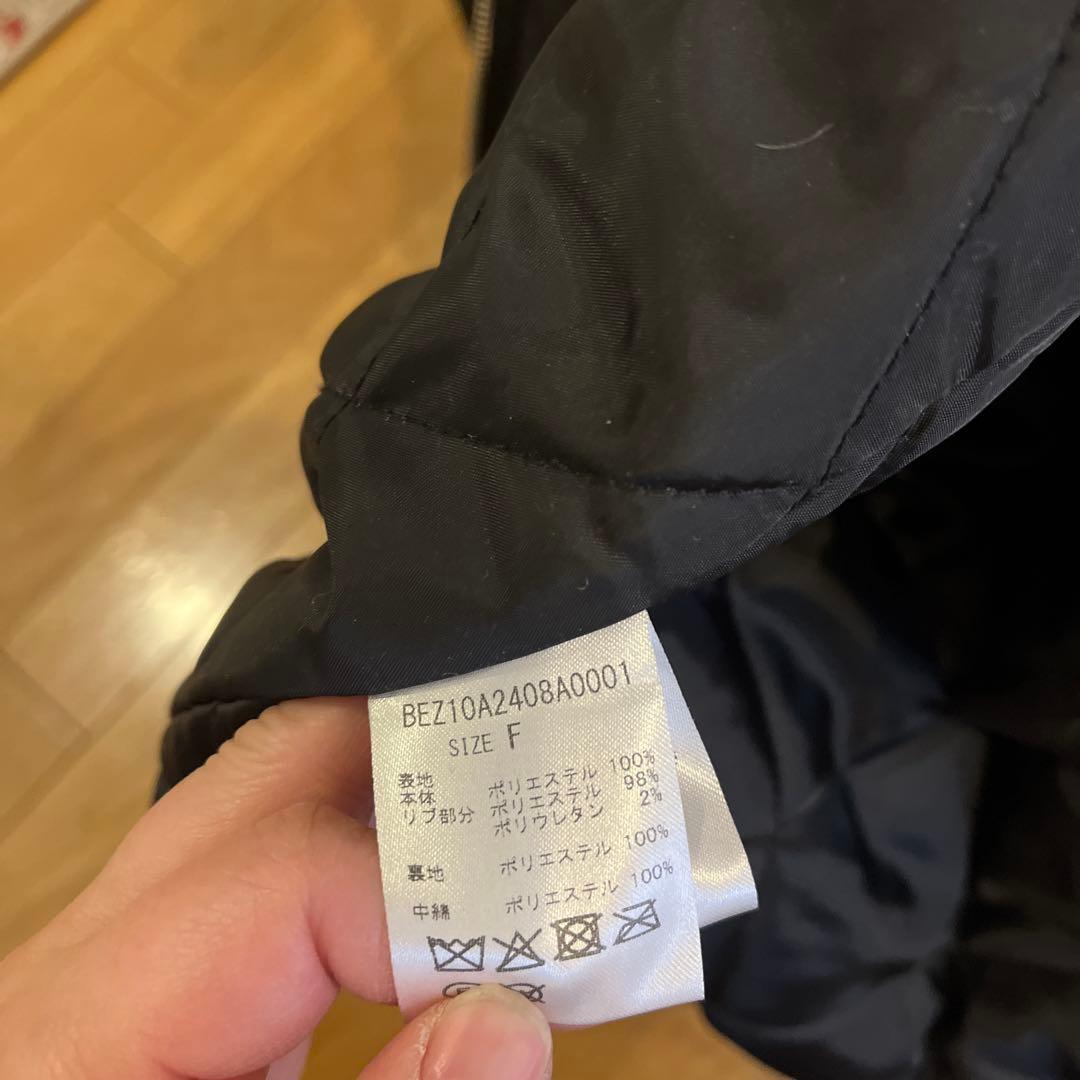 BEZ10A2408A0001
SIZE F
表地
本体 ポリエステル 100%
リブ部分 ポリエステル 98%
ポリウレタン 2%
裏地 ポリエステル 100%
中綿 ポリエステル 100%